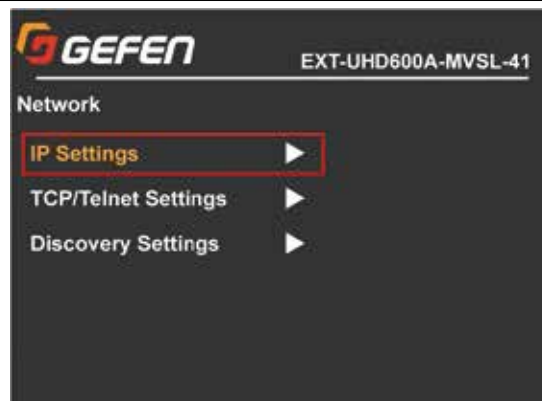 GEFEN
EXT-UHD600A-MVSL-41
Network
IP Settings
TCP/Telnet Settings
Discovery Settings